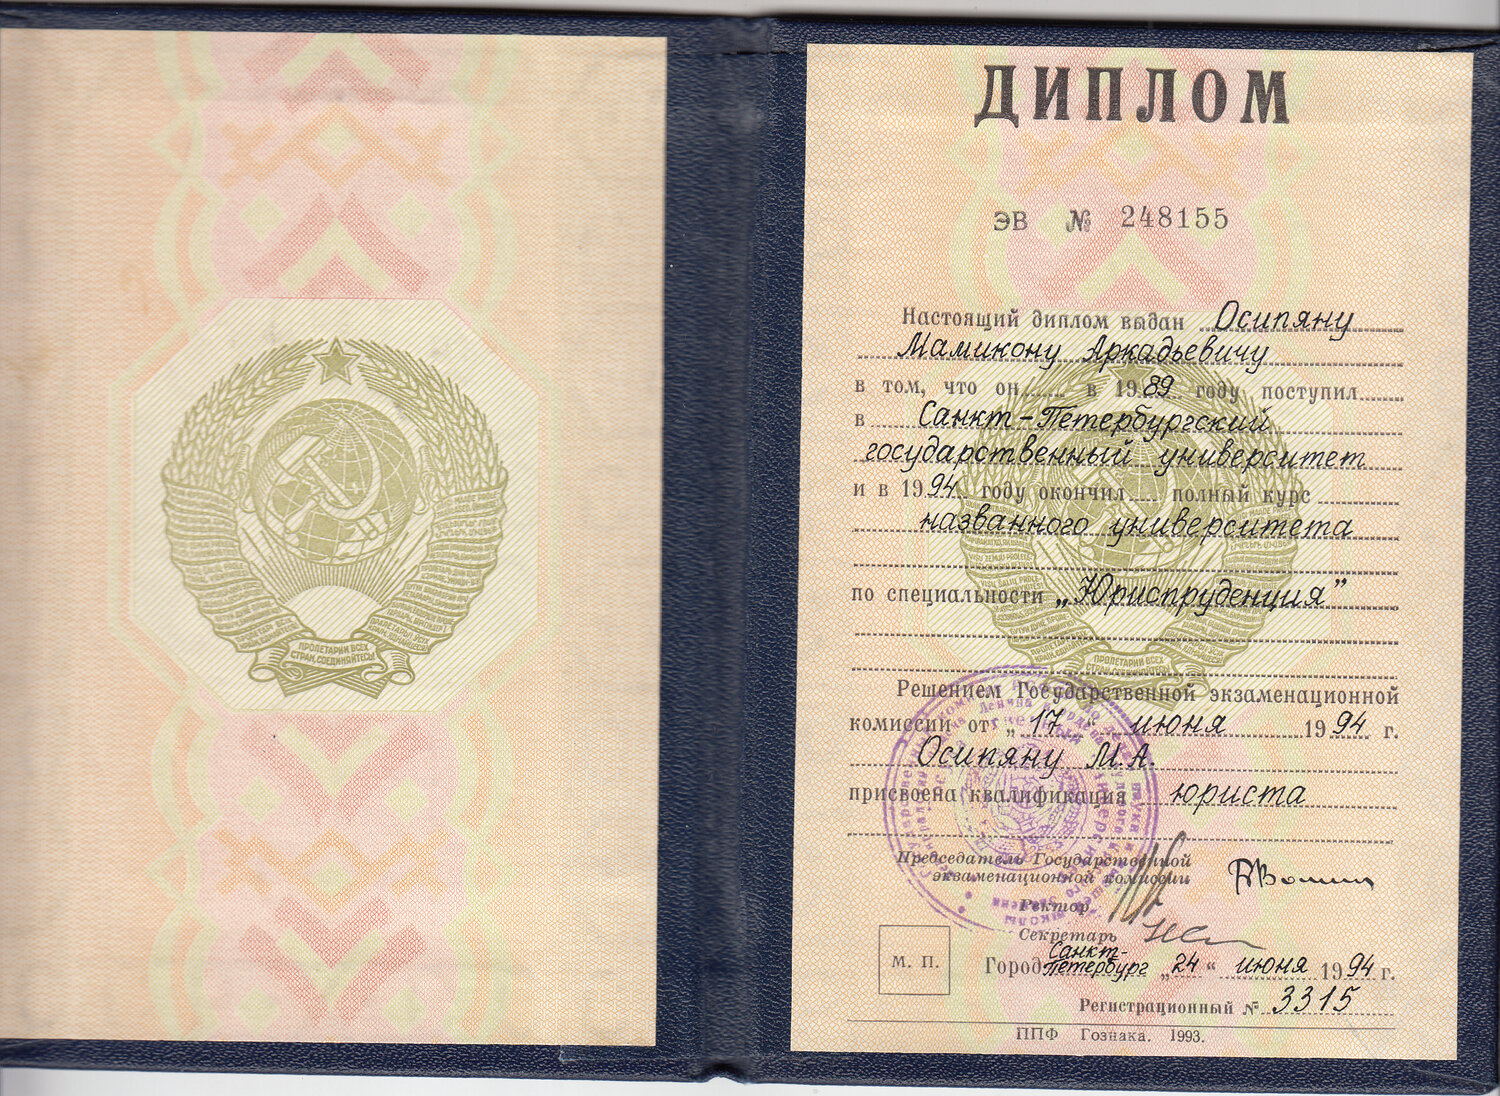 ПРОЛЕТАРИИ ВСЕХ
СТРАН, СОЕДИНЯЙТЕСЬ!
ДИПЛОМ
ЭВ № 248155
Настоящий диплом выдан Осипяну
Мамикону Аркадьевичу
в том, что он в 1989 году поступил
в Санкт-Петербургский
государственный университет
и в 1994 году окончил полный курс
названного университета
по специальности „Юриспруденция"
ПРОЛЕТАРИИ ВСЕХ
Решением Государственной экзаменационной
комиссии от „17" июня 1994 г.
Осипяну М.А.
присвоена квалификация юриста
Председатель Государственной
экзаменационной комиссии
Ректор
Секретарь
М. П.
Город Санкт-
Петербург „24" июня 1994 г.
Регистрационный № 3315
ППФ Гознака. 1993.